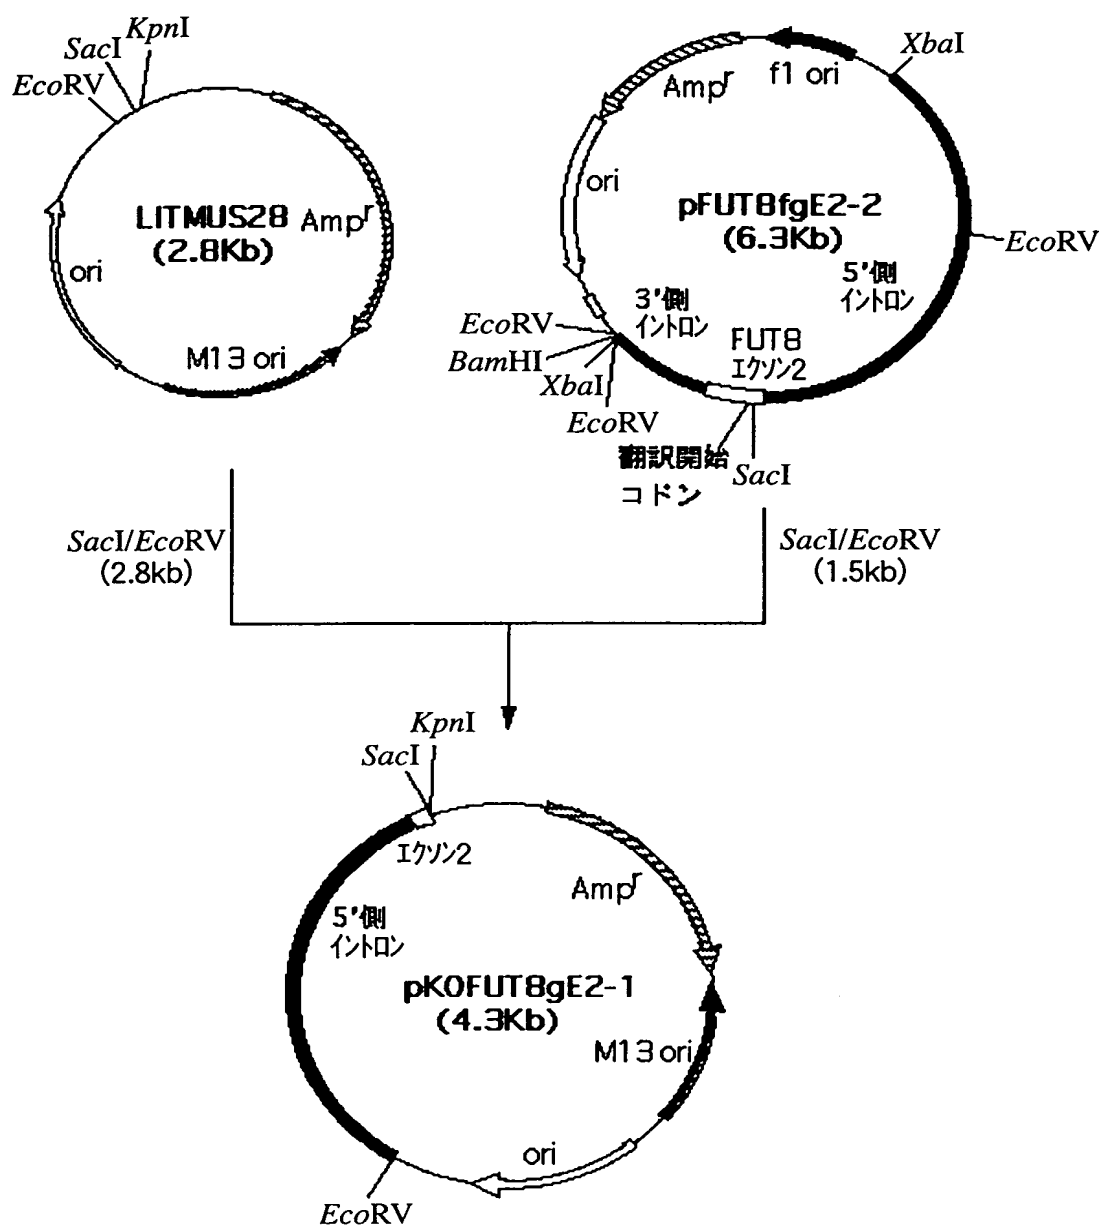 KpnI
SacI
EcoRV
LITMUS28
(2.8Kb)
Ampr
ori
M13 ori
XbaI
f1 ori
Ampr
ori
pFUT8fgE2-2
(6.3Kb)
EcoRV
5'側
イントロン
3'側
イントロン
FUT8
エクソン2
EcoRV
BamHI
XbaI
EcoRV
翻訳開始
コドン
SacI
SacI/EcoRV
(2.8kb)
SacI/EcoRV
(1.5kb)
KpnI
SacI
エクソン2
Ampr
5'側
イントロン
pKOFUT8gE2-1
(4.3Kb)
M13 ori
ori
EcoRV